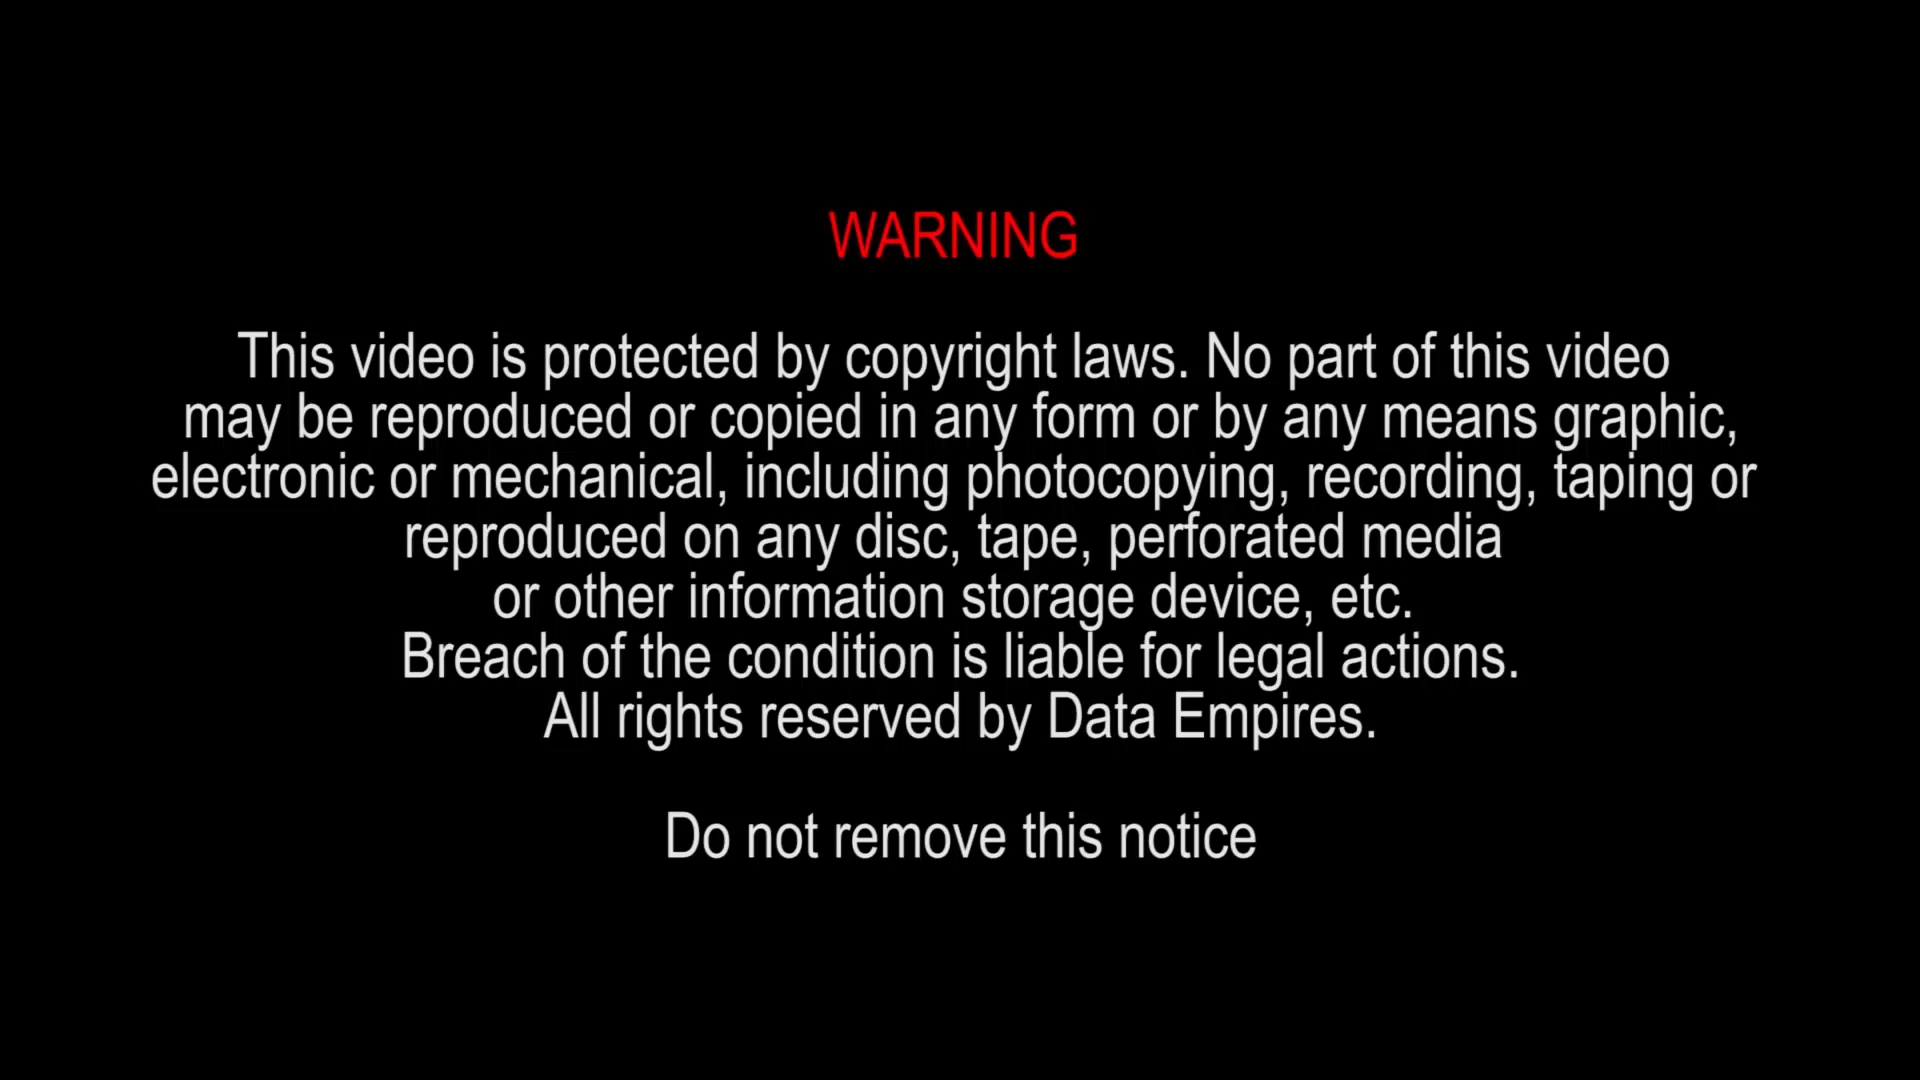 WARNING
This video is protected by copyright laws. No part of this video
may be reproduced or copied in any form or by any means graphic,
electronic or mechanical, including photocopying, recording, taping or
reproduced on any disc, tape, perforated media
or other information storage device, etc.
Breach of the condition is liable for legal actions.
All rights reserved by Data Empires.
Do not remove this notice